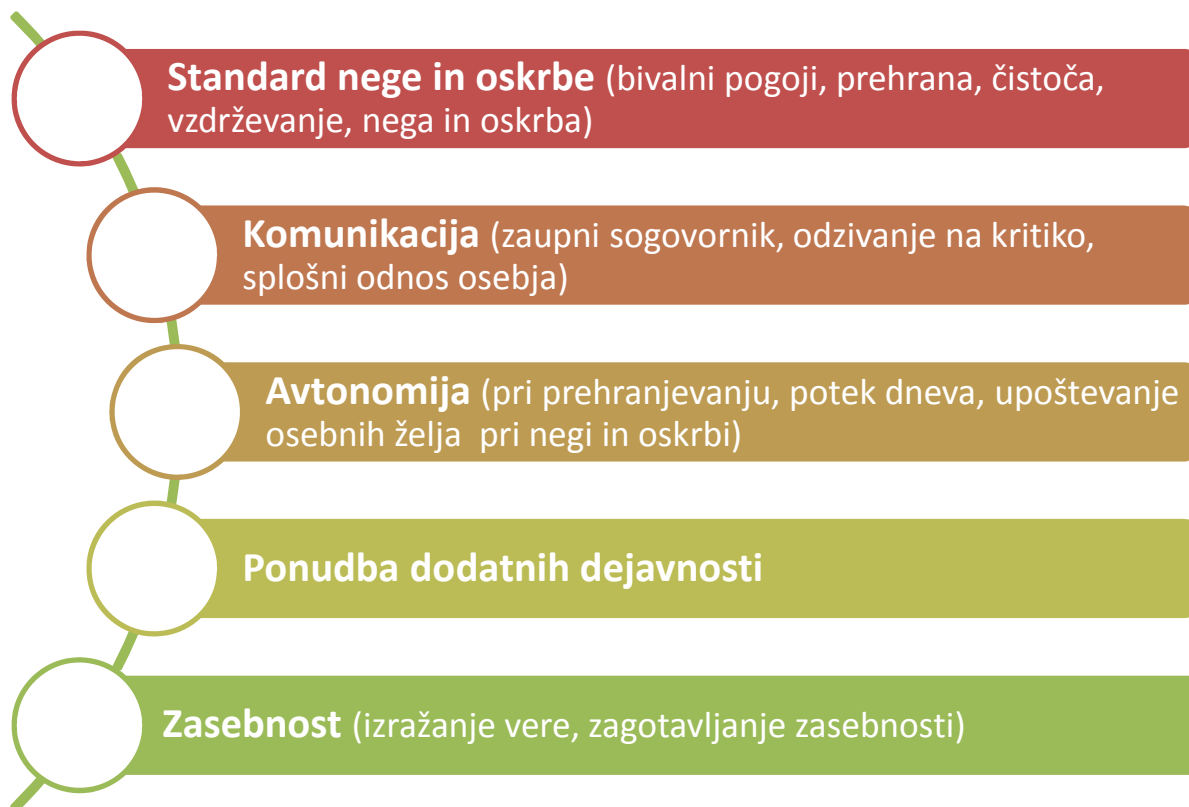 Standard nege in oskrbe (bivalni pogoji, prehrana, čistoča,
vzdrževanje, nega in oskrba)
Komunikacija (zaupni sogovornik, odzivanje na kritiko,
splošni odnos osebja)
Avtonomija (pri prehranjevanju, potek dneva, upoštevanje
osebnih želja  pri negi in oskrbi)
Ponudba dodatnih dejavnosti
Zasebnost (izražanje vere, zagotavljanje zasebnosti)